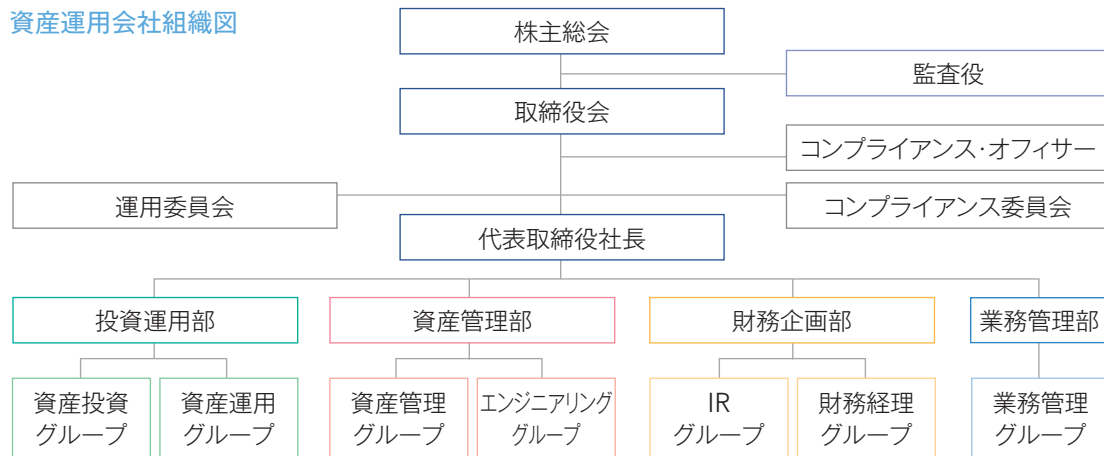 資産運用会社組織図
株主総会
監査役
取締役会
コンプライアンス・オフィサー
運用委員会
コンプライアンス委員会
代表取締役社長
投資運用部
資産管理部
財務企画部
業務管理部
資産投資
グループ
資産運用
グループ
資産管理
グループ
エンジニアリング
グループ
IR
グループ
財務経理
グループ
業務管理
グループ